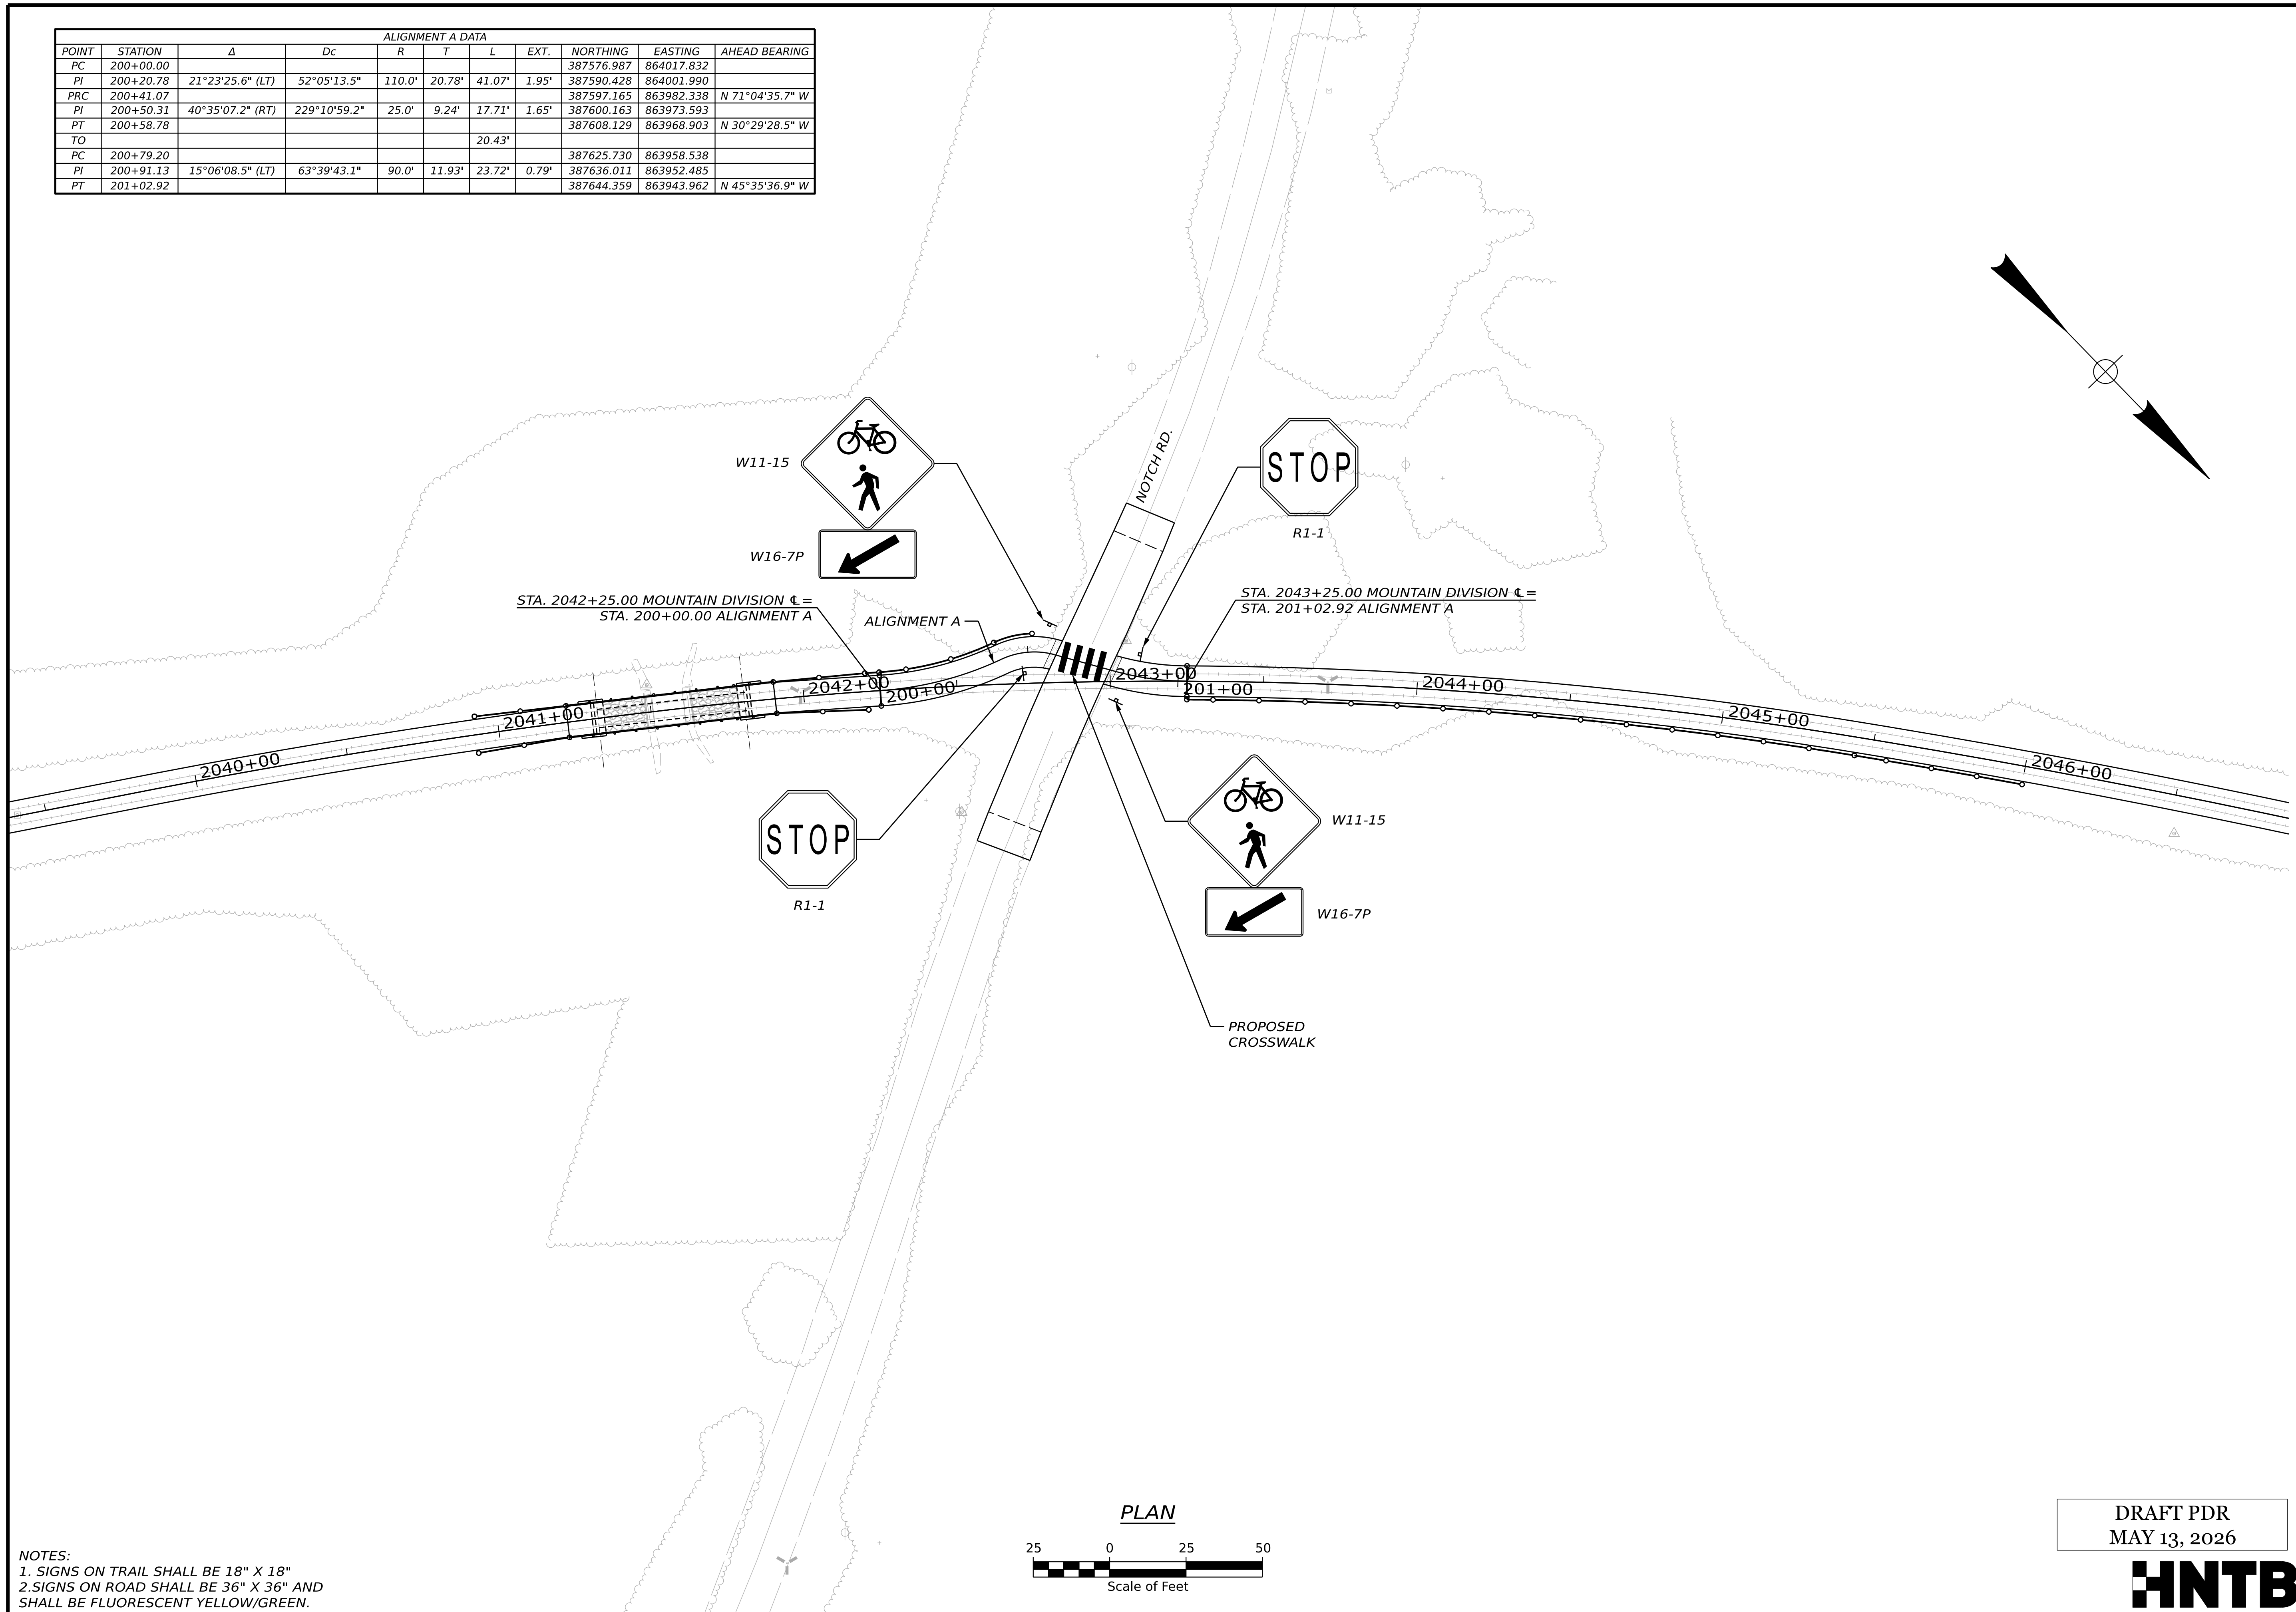 ALIGNMENT A DATA
POINT STATION Δ Dc R T L EXT. NORTHING EASTING AHEAD BEARING
PC 200+00.00 387576.987 864017.832
PI 200+20.78 21°23'25.6" (LT) 52°05'13.5" 110.0' 20.78' 41.07' 1.95' 387590.428 864001.990
PRC 200+41.07 387597.165 863982.338 N 71°04'35.7" W
PI 200+50.31 40°35'07.2" (RT) 229°10'59.2" 25.0' 9.24' 17.71' 1.65' 387600.163 863973.593
PT 200+58.78 387608.129 863968.903 N 30°29'28.5" W
TO 20.43'
PC 200+79.20 387625.730 863958.538
PI 200+91.13 15°06'08.5" (LT) 63°39'43.1" 90.0' 11.93' 23.72' 0.79' 387636.011 863952.485
PT 201+02.92 387644.359 863943.962 N 45°35'36.9" W
W11-15
W16-7P
NOTCH RD.
STOP
R1-1
STA. 2042+25.00 MOUNTAIN DIVISION ℄ =
STA. 200+00.00 ALIGNMENT A
ALIGNMENT A
STA. 2043+25.00 MOUNTAIN DIVISION ℄ =
STA. 201+02.92 ALIGNMENT A
2040+00
2041+00
2042+00
200+00
2043+00
201+00
2044+00
2045+00
2046+00
STOP
R1-1
W11-15
W16-7P
PROPOSED
CROSSWALK
PLAN
25 0 25 50
Scale of Feet
NOTES:
1. SIGNS ON TRAIL SHALL BE 18" X 18"
2.SIGNS ON ROAD SHALL BE 36" X 36" AND
SHALL BE FLUORESCENT YELLOW/GREEN.
DRAFT PDR
MAY 13, 2026
HNTB